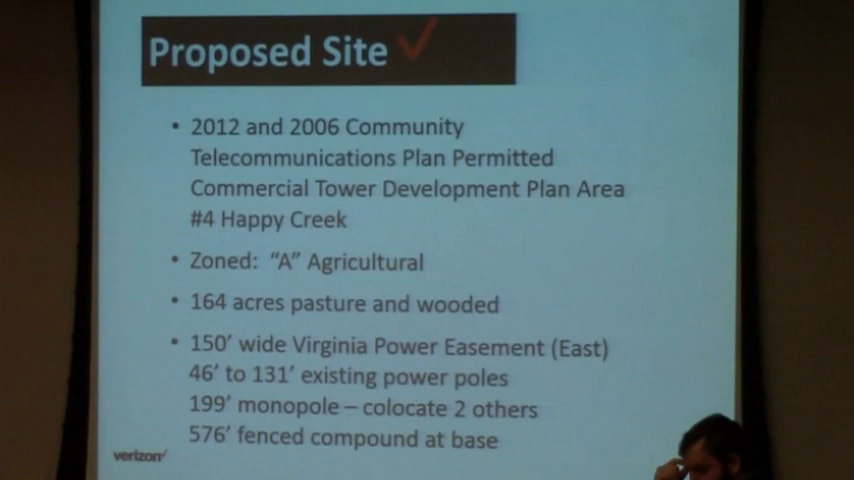 Proposed Site
• 2012 and 2006 Community
Telecommunications Plan Permitted
Commercial Tower Development Plan Area
#4 Happy Creek
• Zoned: “A” Agricultural
• 164 acres pasture and wooded
• 150’ wide Virginia Power Easement (East)
46’ to 131’ existing power poles
199’ monopole – colocate 2 others
576’ fenced compound at base
verizon